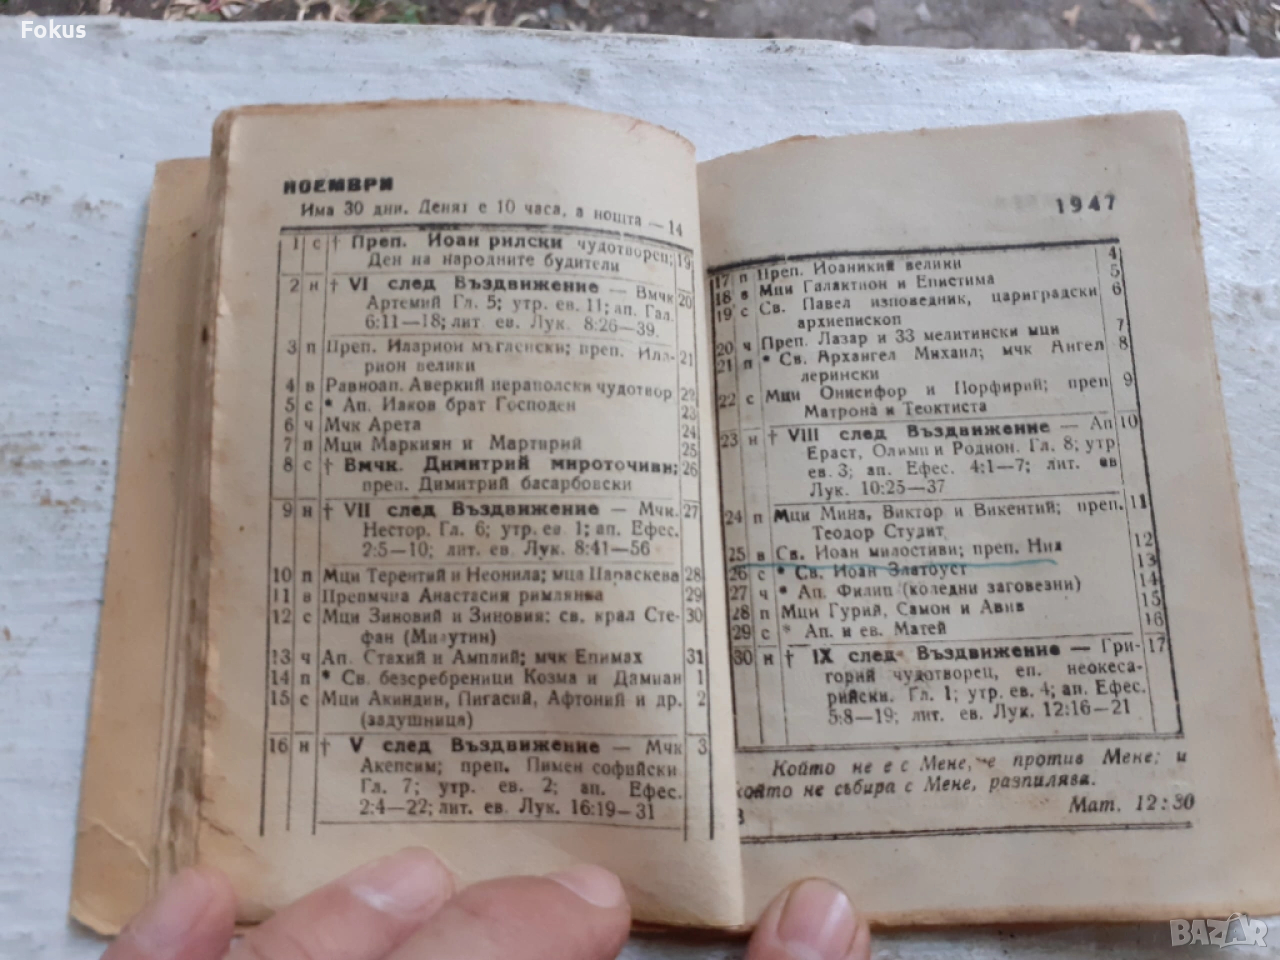 Fokus
НОЕМВРИ
Има 30 дни. Денят е 10 часа, а нощта — 14
1 с † Преп. Иоан рилски чудотворец; 19
Ден на народните будители
2 н † VI след Въздвижение — Вмчк 20
Артемий Гл. 5; утр. ев. 11; ап. Гал.
6:11—18; лит. ев. Лук. 8:26—39.
3 п Преп. Иларион мъгленски; преп. Ила- 21
рион велики
4 в Равноап. Аверкий иераполски чудотвор 22
5 с * Ап. Иаков брат Господен 23
6 ч Мчк Арета 24
7 п Мци Маркиян и Мартирий 25
8 с † Вмчк. Димитрий мироточиви; 26
преп. Димитрий басарбовски
9 н † VII след Въздвижение — Мчк. 27
Нестор. Гл. 6; утр. ев. 1; ап. Ефес.
2:5—10; лит. ев. Лук. 8:41—56
10 п Мци Терентий и Неонила; мца Параскева 28
11 в Препмчца Анастасия римлянка 29
12 с Мци Зиновий и Зиновия; св. крал Сте- 30
фан (Милутин)
13 ч Ап. Стахий и Амплий; мчк Епимах 31
14 п * Св. безсребреници Козма и Дамиан 1
15 с Мци Акиндин, Пигасий, Афтоний и др. 2
(задушница)
16 н † V след Въздвижение — Мчк 3
Акепсим; преп. Пимен софийски
Гл. 7; утр. ев. 2; ап. Ефес.
2:4—22; лит. ев. Лук. 16:19—31
1947
17 п Преп. Иоаникий велики 4
18 в Мци Галактион и Епистима 5
19 с Св. Павел изповедник, цариградски 6
архиепископ
20 ч Преп. Лазар и 33 мелитински мци 7
21 п * Св. Архангел Михаил; мчк Ангел 8
лерински
22 с Мци Онисифор и Порфирий; преп 9
Матрона и Теоктиста
23 н † VIII след Въздвижение — Ап 10
Ераст, Олимп и Родион. Гл. 8; утр
ев. 3; ап. Ефес. 4:1—7; лит. ев
Лук. 10:25—37
24 п Мци Мина, Виктор и Викентий; преп. 11
Теодор Студит
25 в Св. Иоан милостиви; преп. Нил 12
26 с * Св. Иоан Златоуст 13
27 ч * Ап. Филип (коледни заговезни) 14
28 п Мци Гурий, Самон и Авив 15
29 с * Ап. и ев. Матей 16
30 н † IX след Въздвижение — Гри- 17
горий чудотворец, еп. неокеса-
рийски. Гл. 1; утр. ев. 4; ап. Ефес.
5:8—19; лит. ев. Лук. 12:16—21
Който не е с Мене, е против Мене; и
който не събира с Мене, разпилява.
Мат. 12:30
BAZAR